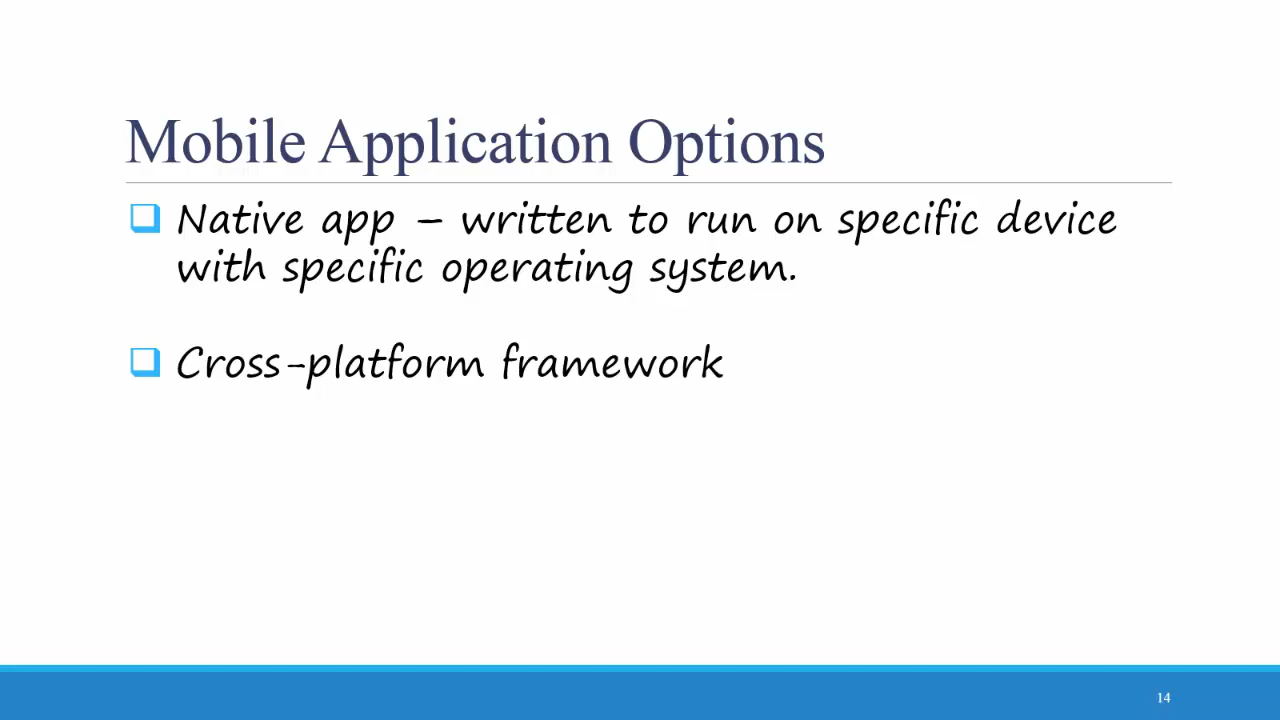 Mobile Application Options
❑ Native app – written to run on specific device
with specific operating system.
❑ Cross-platform framework
14